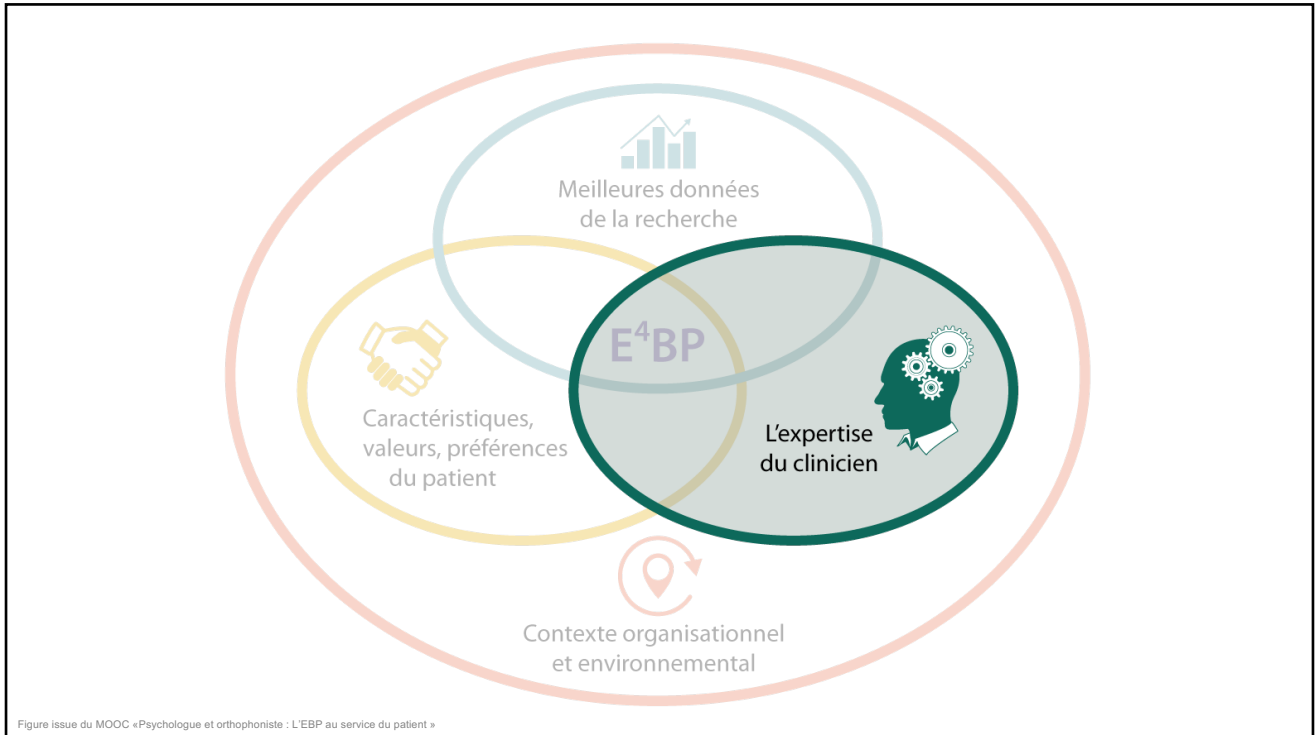 Meilleures données
de la recherche
E⁴BP
Caractéristiques,
valeurs, préférences
du patient
L'expertise
du clinicien
Contexte organisationnel
et environnemental
Figure issue du MOOC «Psychologue et orthophoniste : L'EBP au service du patient »